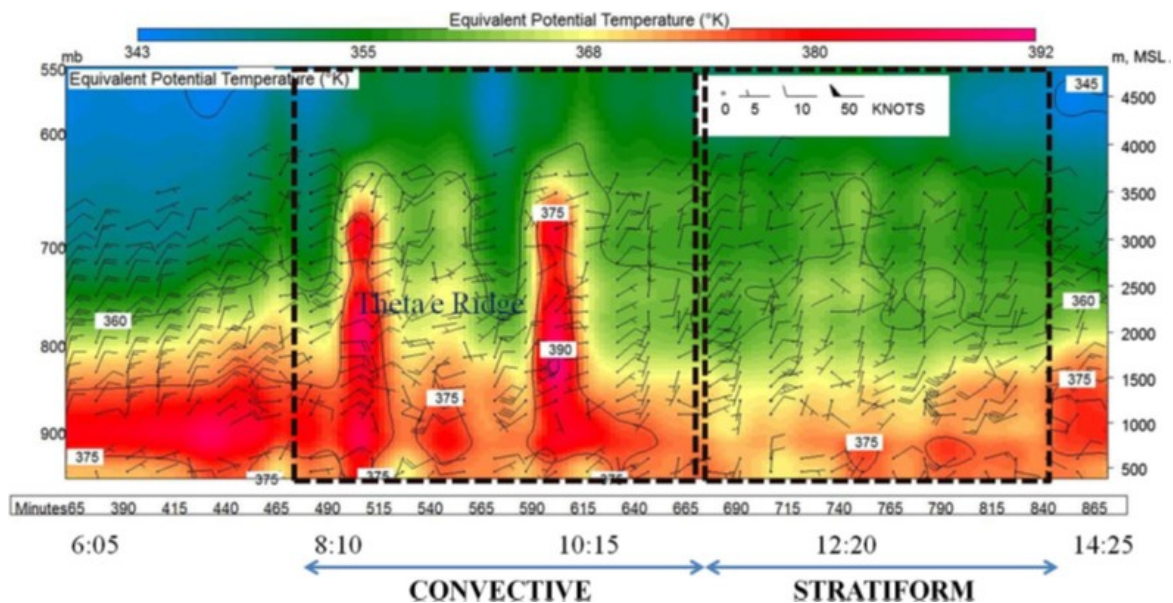 Equivalent Potential Temperature (°K)
343 355 368 380 392
mb
m, MSL
550
Equivalent Potential Temperature (°K)
345
0 5 10 50 KNOTS
4500
600
4000
3500
375
700
3000
Theta e Ridge
2500
360
360
2000
800
390
1500
375
375
1000
900
375
375
375
375
375
500
Minutes 65 390 415 440 465 490 515 540 565 590 615 640 665 690 715 740 765 790 815 840 865
6:05 8:10 10:15 12:20 14:25
CONVECTIVE STRATIFORM